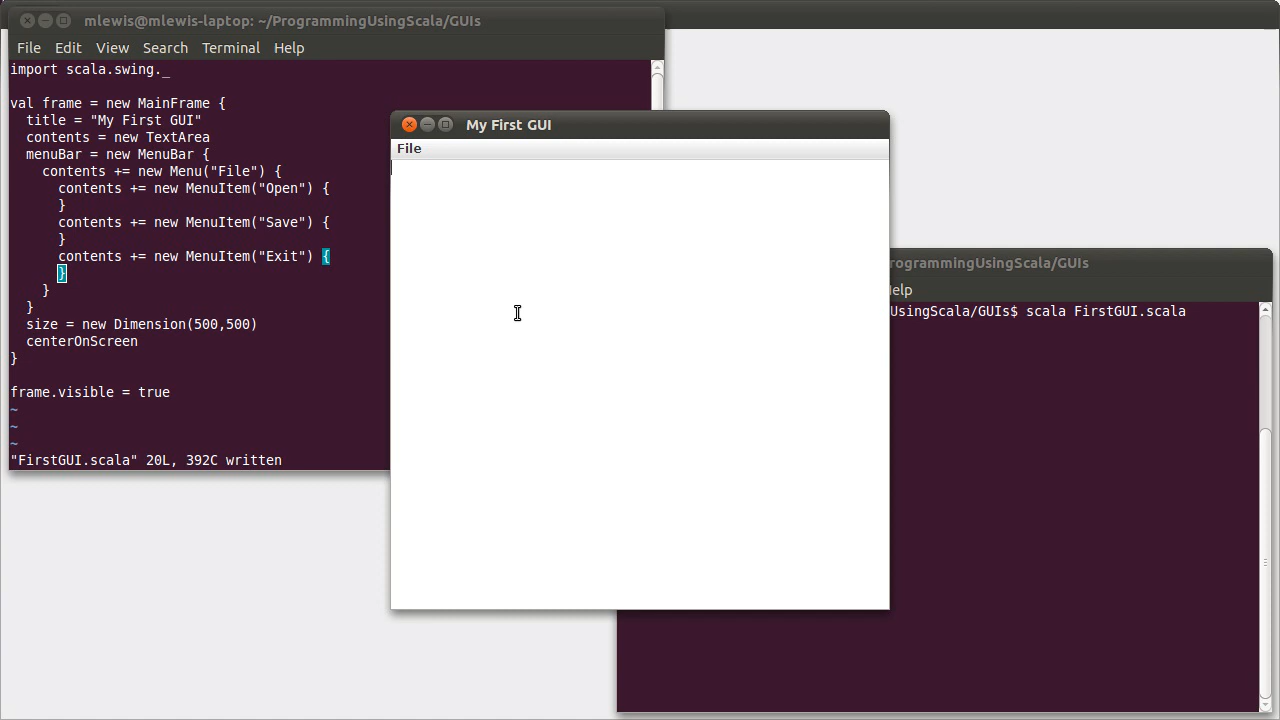 mlewis@mlewis-laptop: ~/ProgrammingUsingScala/GUIs
File Edit View Search Terminal Help
import scala.swing._
val frame = new MainFrame {
title = "My First GUI"
contents = new TextArea
menuBar = new MenuBar {
contents += new Menu("File") {
contents += new MenuItem("Open") {
}
contents += new MenuItem("Save") {
}
contents += new MenuItem("Exit") {
}
}
}
size = new Dimension(500,500)
centerOnScreen
}
frame.visible = true
~
~
~
"FirstGUI.scala" 20L, 392C written
My First GUI
File
rogrammingUsingScala/GUIs
elp
UsingScala/GUIs$ scala FirstGUI.scala